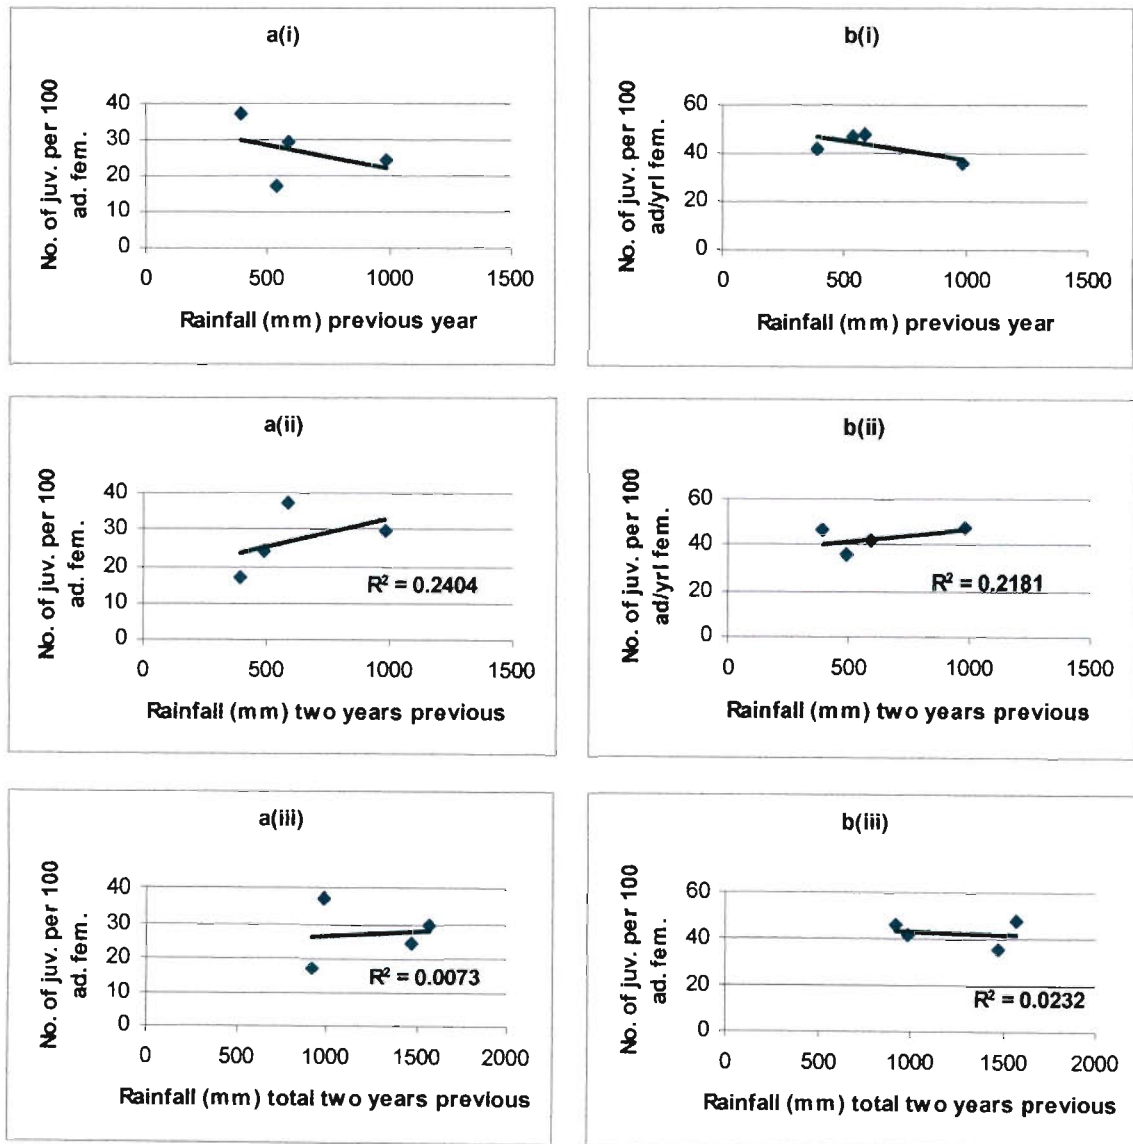 a(i)
No. of juv. per 100
ad. fem.
40
30
20
10
0
0 500 1000 1500
Rainfall (mm) previous year
b(i)
No. of juv. per 100
ad/yrl fem.
60
40
20
0
0 500 1000 1500
Rainfall (mm) previous year
a(ii)
No. of juv. per 100
ad. fem.
40
30
20
10
0
R² = 0.2404
0 500 1000 1500
Rainfall (mm) two years previous
b(ii)
No. of juv. per 100
ad/yrl fem.
60
40
20
0
R² = 0.2181
0 500 1000 1500
Rainfall (mm) two years previous
a(iii)
No. of juv. per 100
ad. fem.
40
30
20
10
0
R² = 0.0073
0 500 1000 1500 2000
Rainfall (mm) total two years previous
b(iii)
No. of juv. per 100
ad. fem.
60
40
20
0
R² = 0.0232
0 500 1000 1500 2000
Rainfall (mm) total two years previous